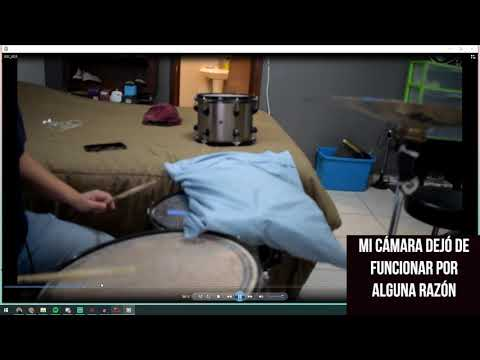 MI CÁMARA DEJÓ DE
FUNCIONAR POR
ALGUNA RAZÓN